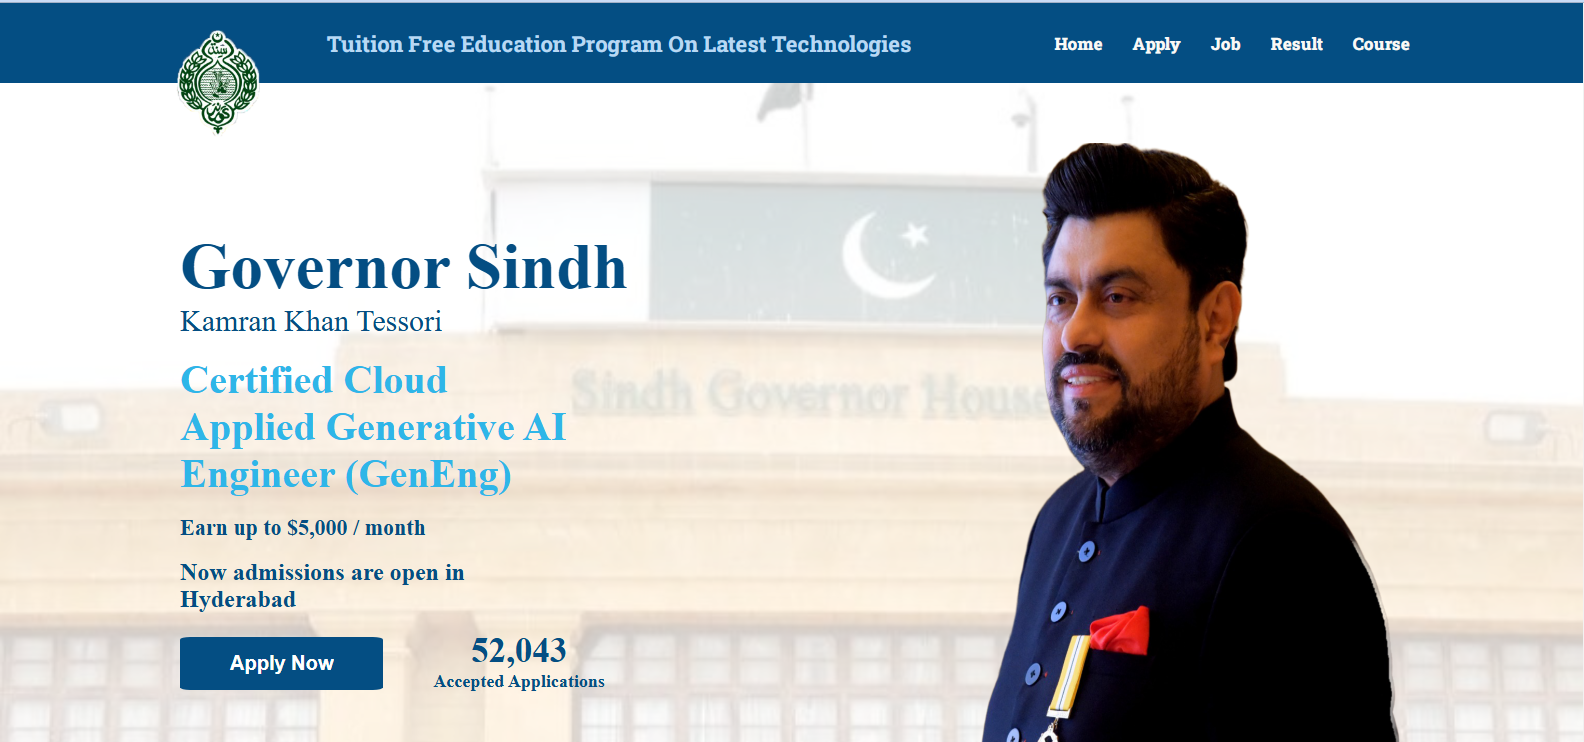 Tuition Free Education Program On Latest Technologies
Home Apply Job Result Course
Governor Sindh
Kamran Khan Tessori
Certified Cloud
Applied Generative AI
Engineer (GenEng)
Earn up to $5,000 / month
Now admissions are open in
Hyderabad
Apply Now
52,043
Accepted Applications
Sindh Governor House